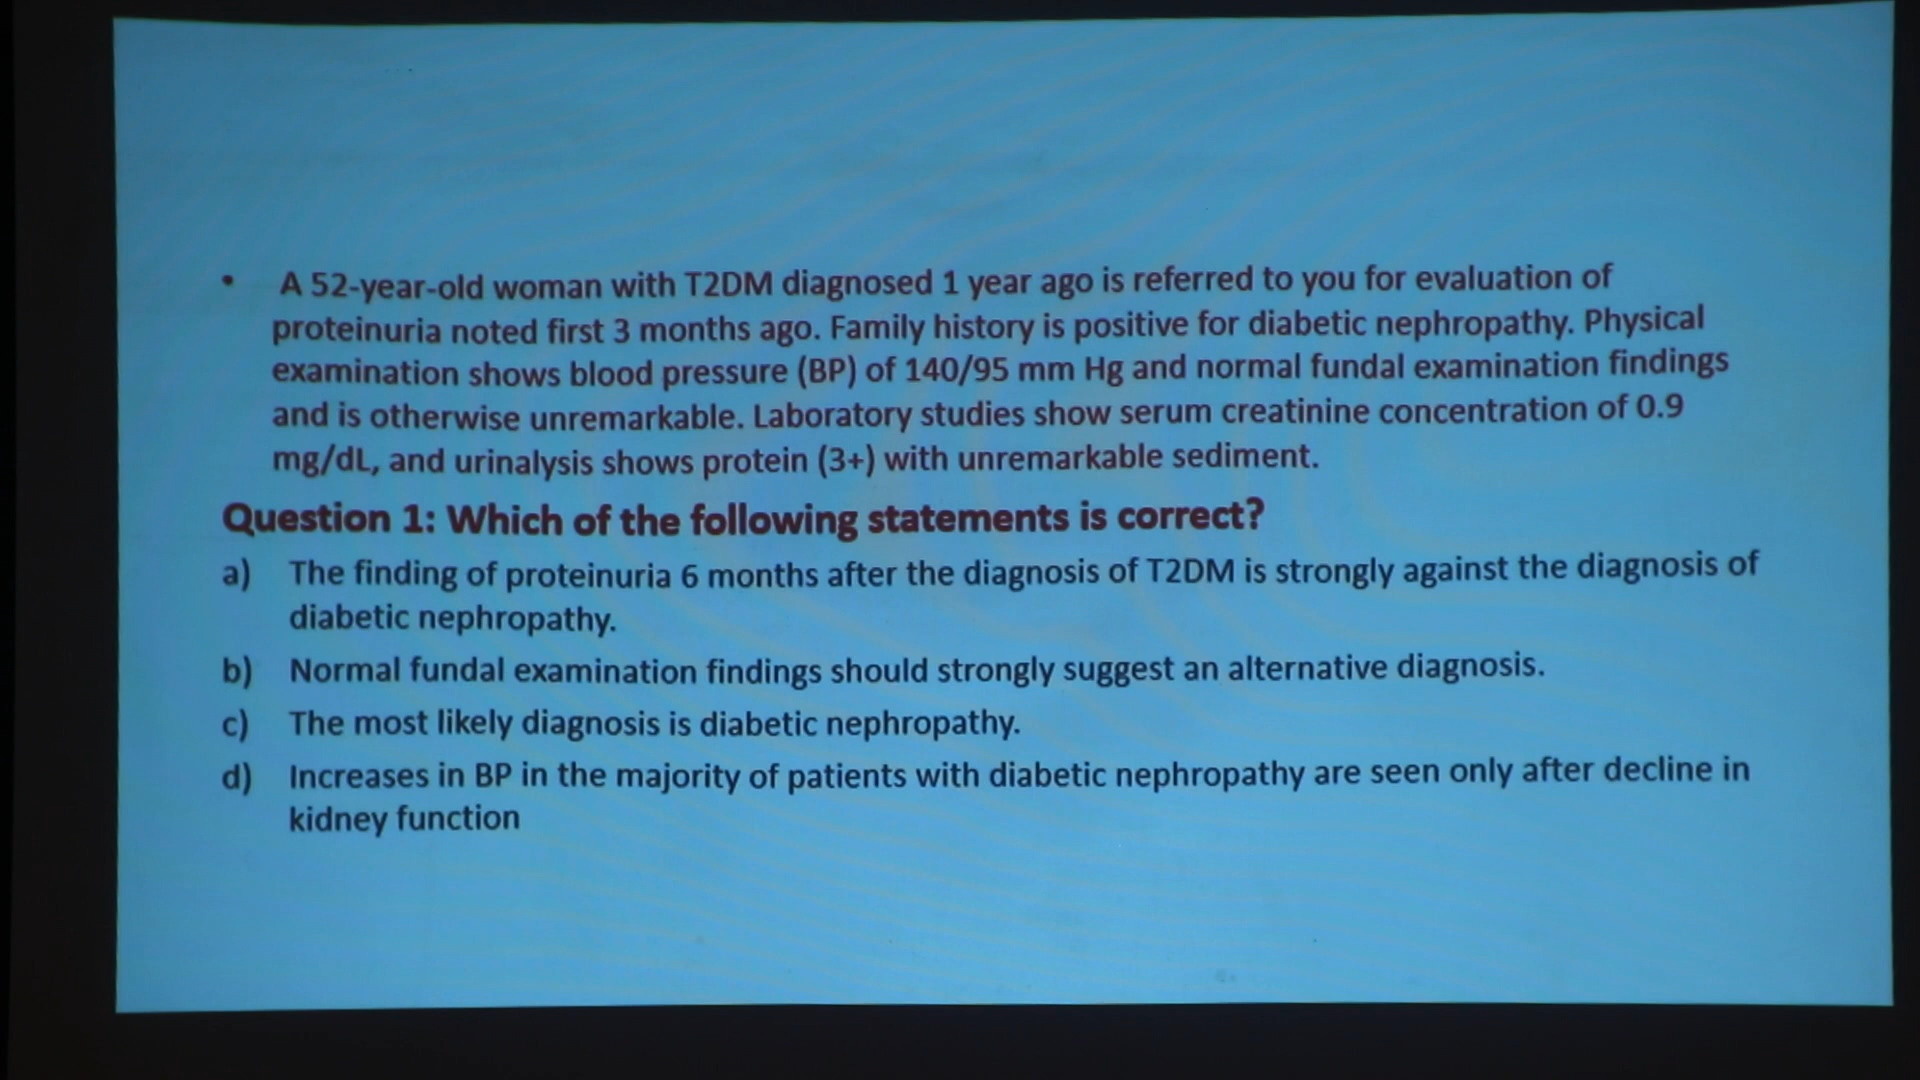 • A 52-year-old woman with T2DM diagnosed 1 year ago is referred to you for evaluation of
proteinuria noted first 3 months ago. Family history is positive for diabetic nephropathy. Physical
examination shows blood pressure (BP) of 140/95 mm Hg and normal fundal examination findings
and is otherwise unremarkable. Laboratory studies show serum creatinine concentration of 0.9
mg/dL, and urinalysis shows protein (3+) with unremarkable sediment.
Question 1: Which of the following statements is correct?
a) The finding of proteinuria 6 months after the diagnosis of T2DM is strongly against the diagnosis of
diabetic nephropathy.
b) Normal fundal examination findings should strongly suggest an alternative diagnosis.
c) The most likely diagnosis is diabetic nephropathy.
d) Increases in BP in the majority of patients with diabetic nephropathy are seen only after decline in
kidney function